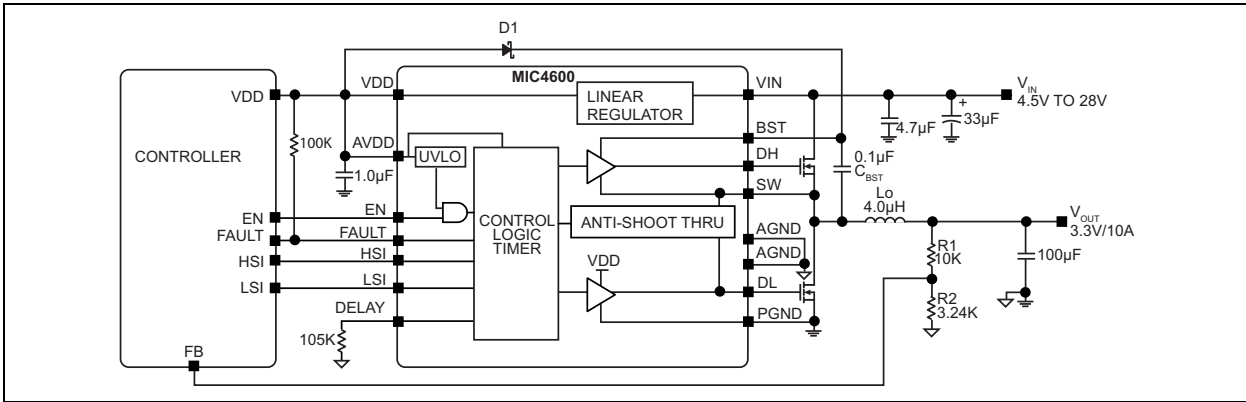 D1
MIC4600
VDD
VDD
LINEAR
REGULATOR
VIN
V_IN
4.5V TO 28V
+
33µF
4.7µF
100K
AVDD
UVLO
BST
CONTROLLER
1.0µF
DH
0.1µF
C_BST
SW
Lo
4.0µH
EN
EN
CONTROL
LOGIC
TIMER
ANTI-SHOOT THRU
AGND
V_OUT
3.3V/10A
FAULT
FAULT
HSI
HSI
AGND
R1
10K
100µF
LSI
LSI
VDD
DL
DELAY
R2
3.24K
105K
PGND
FB